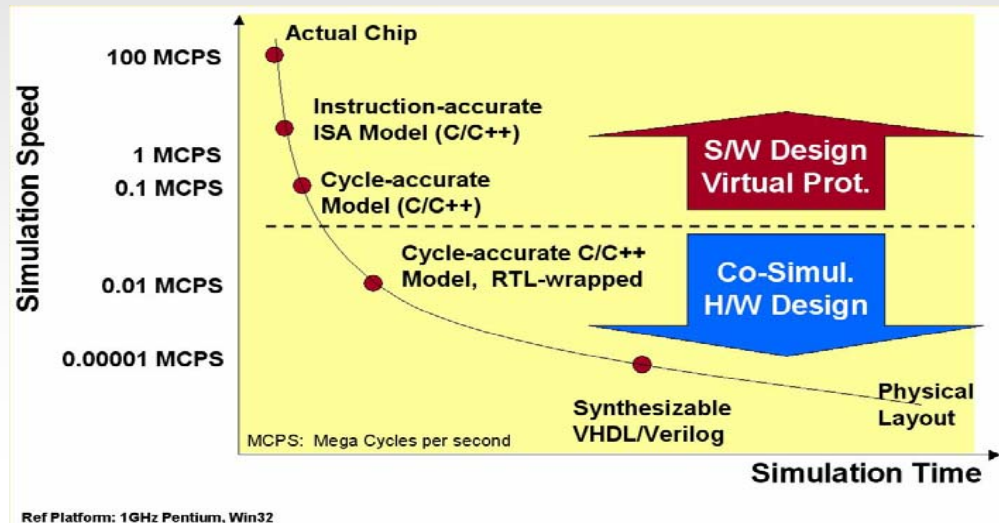 Simulation Speed
100 MCPS
1 MCPS
0.1 MCPS
0.01 MCPS
0.00001 MCPS
Actual Chip
Instruction-accurate
ISA Model (C/C++)
Cycle-accurate
Model (C/C++)
Cycle-accurate C/C++
Model, RTL-wrapped
Synthesizable
VHDL/Verilog
Physical
Layout
S/W Design
Virtual Prot.
Co-Simul.
H/W Design
MCPS: Mega Cycles per second
Simulation Time
Ref Platform: 1GHz Pentium, Win32